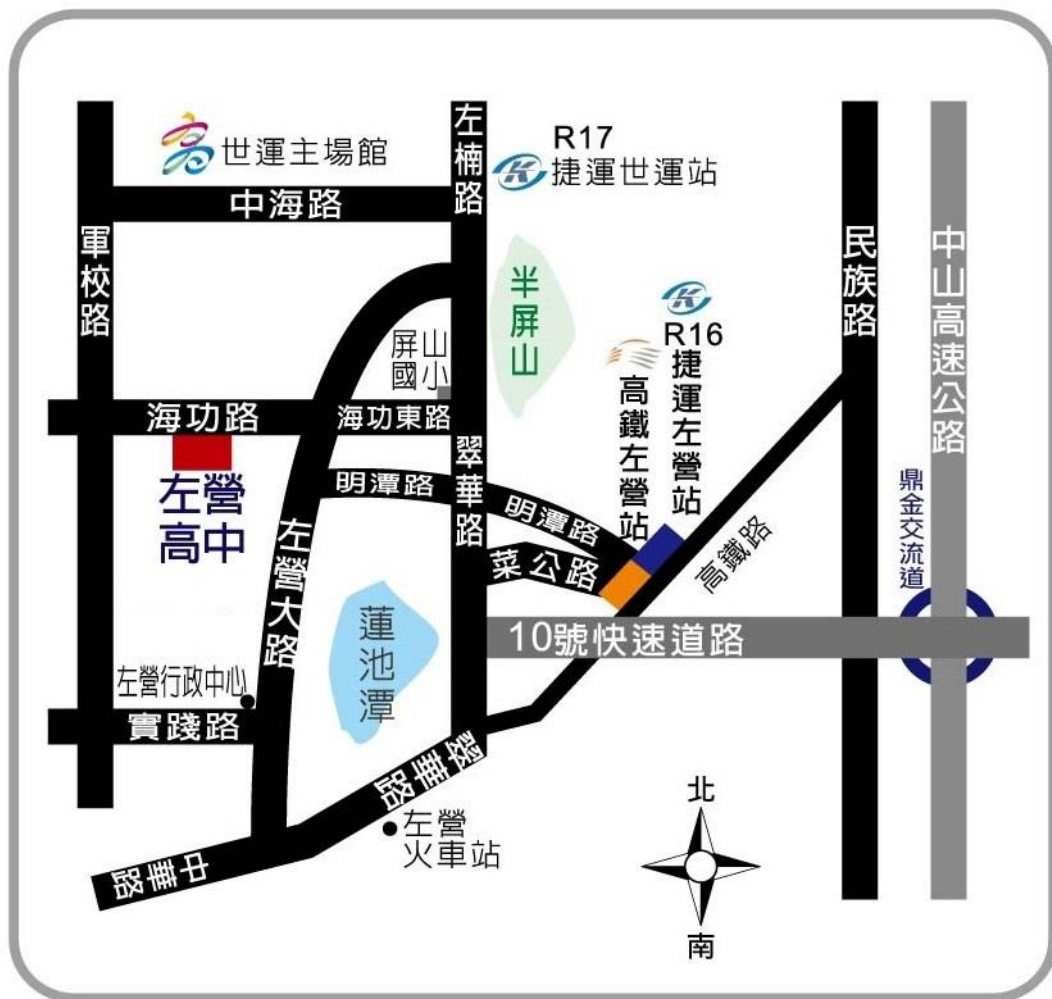 世運主場館
中海路
軍校路
左楠路
R17
捷運世運站
半屏山
R16
捷運左營站
高鐵左營站
民族路
中山高速公路
屏山
國小
海功路
海功東路
左營
高中
翠華路
明潭路
明潭路
菜公路
高鐵路
鼎金交流道
左營大路
蓮池潭
10號快速道路
左營行政中心
實踐路
翠華路
左營
火車站
中華路
北
南